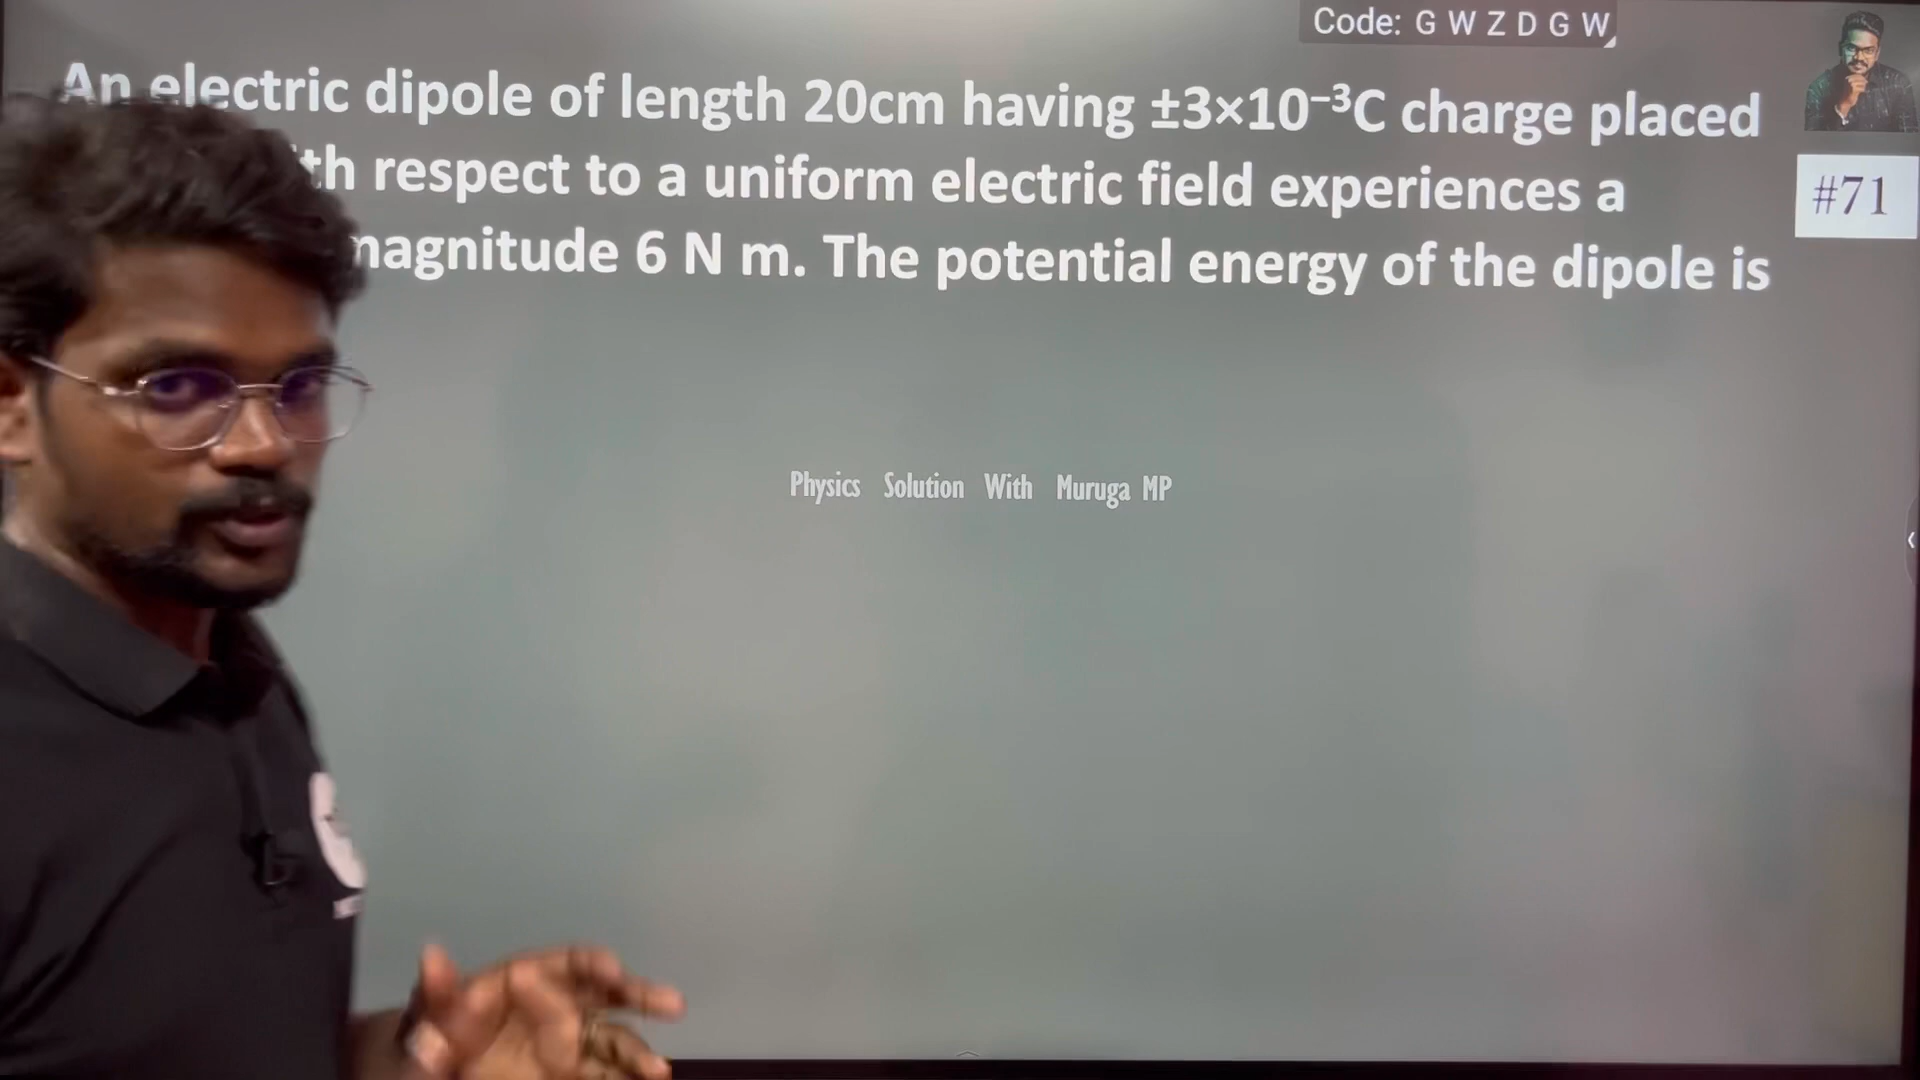 Code: G W Z D G W
An electric dipole of length 20cm having ±3×10⁻³C charge placed
th respect to a uniform electric field experiences a
#71
magnitude 6 N m. The potential energy of the dipole is
Physics Solution With Muruga MP